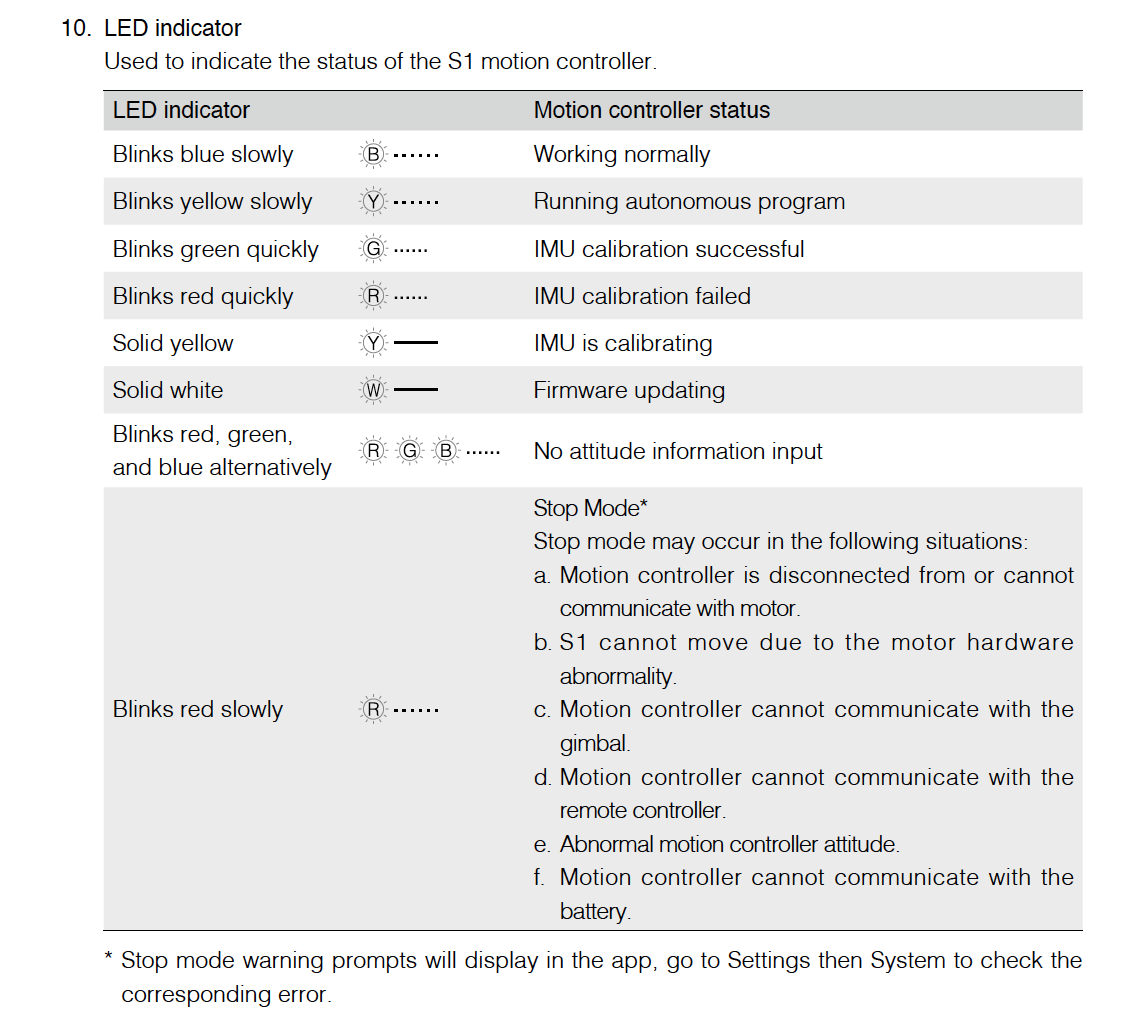 10. LED indicator
Used to indicate the status of the S1 motion controller.
LED indicator Motion controller status
Blinks blue slowly B ...... Working normally
Blinks yellow slowly Y ...... Running autonomous program
Blinks green quickly G ...... IMU calibration successful
Blinks red quickly R ...... IMU calibration failed
Solid yellow Y — IMU is calibrating
Solid white W — Firmware updating
Blinks red, green,
and blue alternatively R G B ...... No attitude information input
Blinks red slowly R ...... Stop Mode*
Stop mode may occur in the following situations:
a. Motion controller is disconnected from or cannot
communicate with motor.
b. S1 cannot move due to the motor hardware
abnormality.
c. Motion controller cannot communicate with the
gimbal.
d. Motion controller cannot communicate with the
remote controller.
e. Abnormal motion controller attitude.
f. Motion controller cannot communicate with the
battery.
* Stop mode warning prompts will display in the app, go to Settings then System to check the
corresponding error.